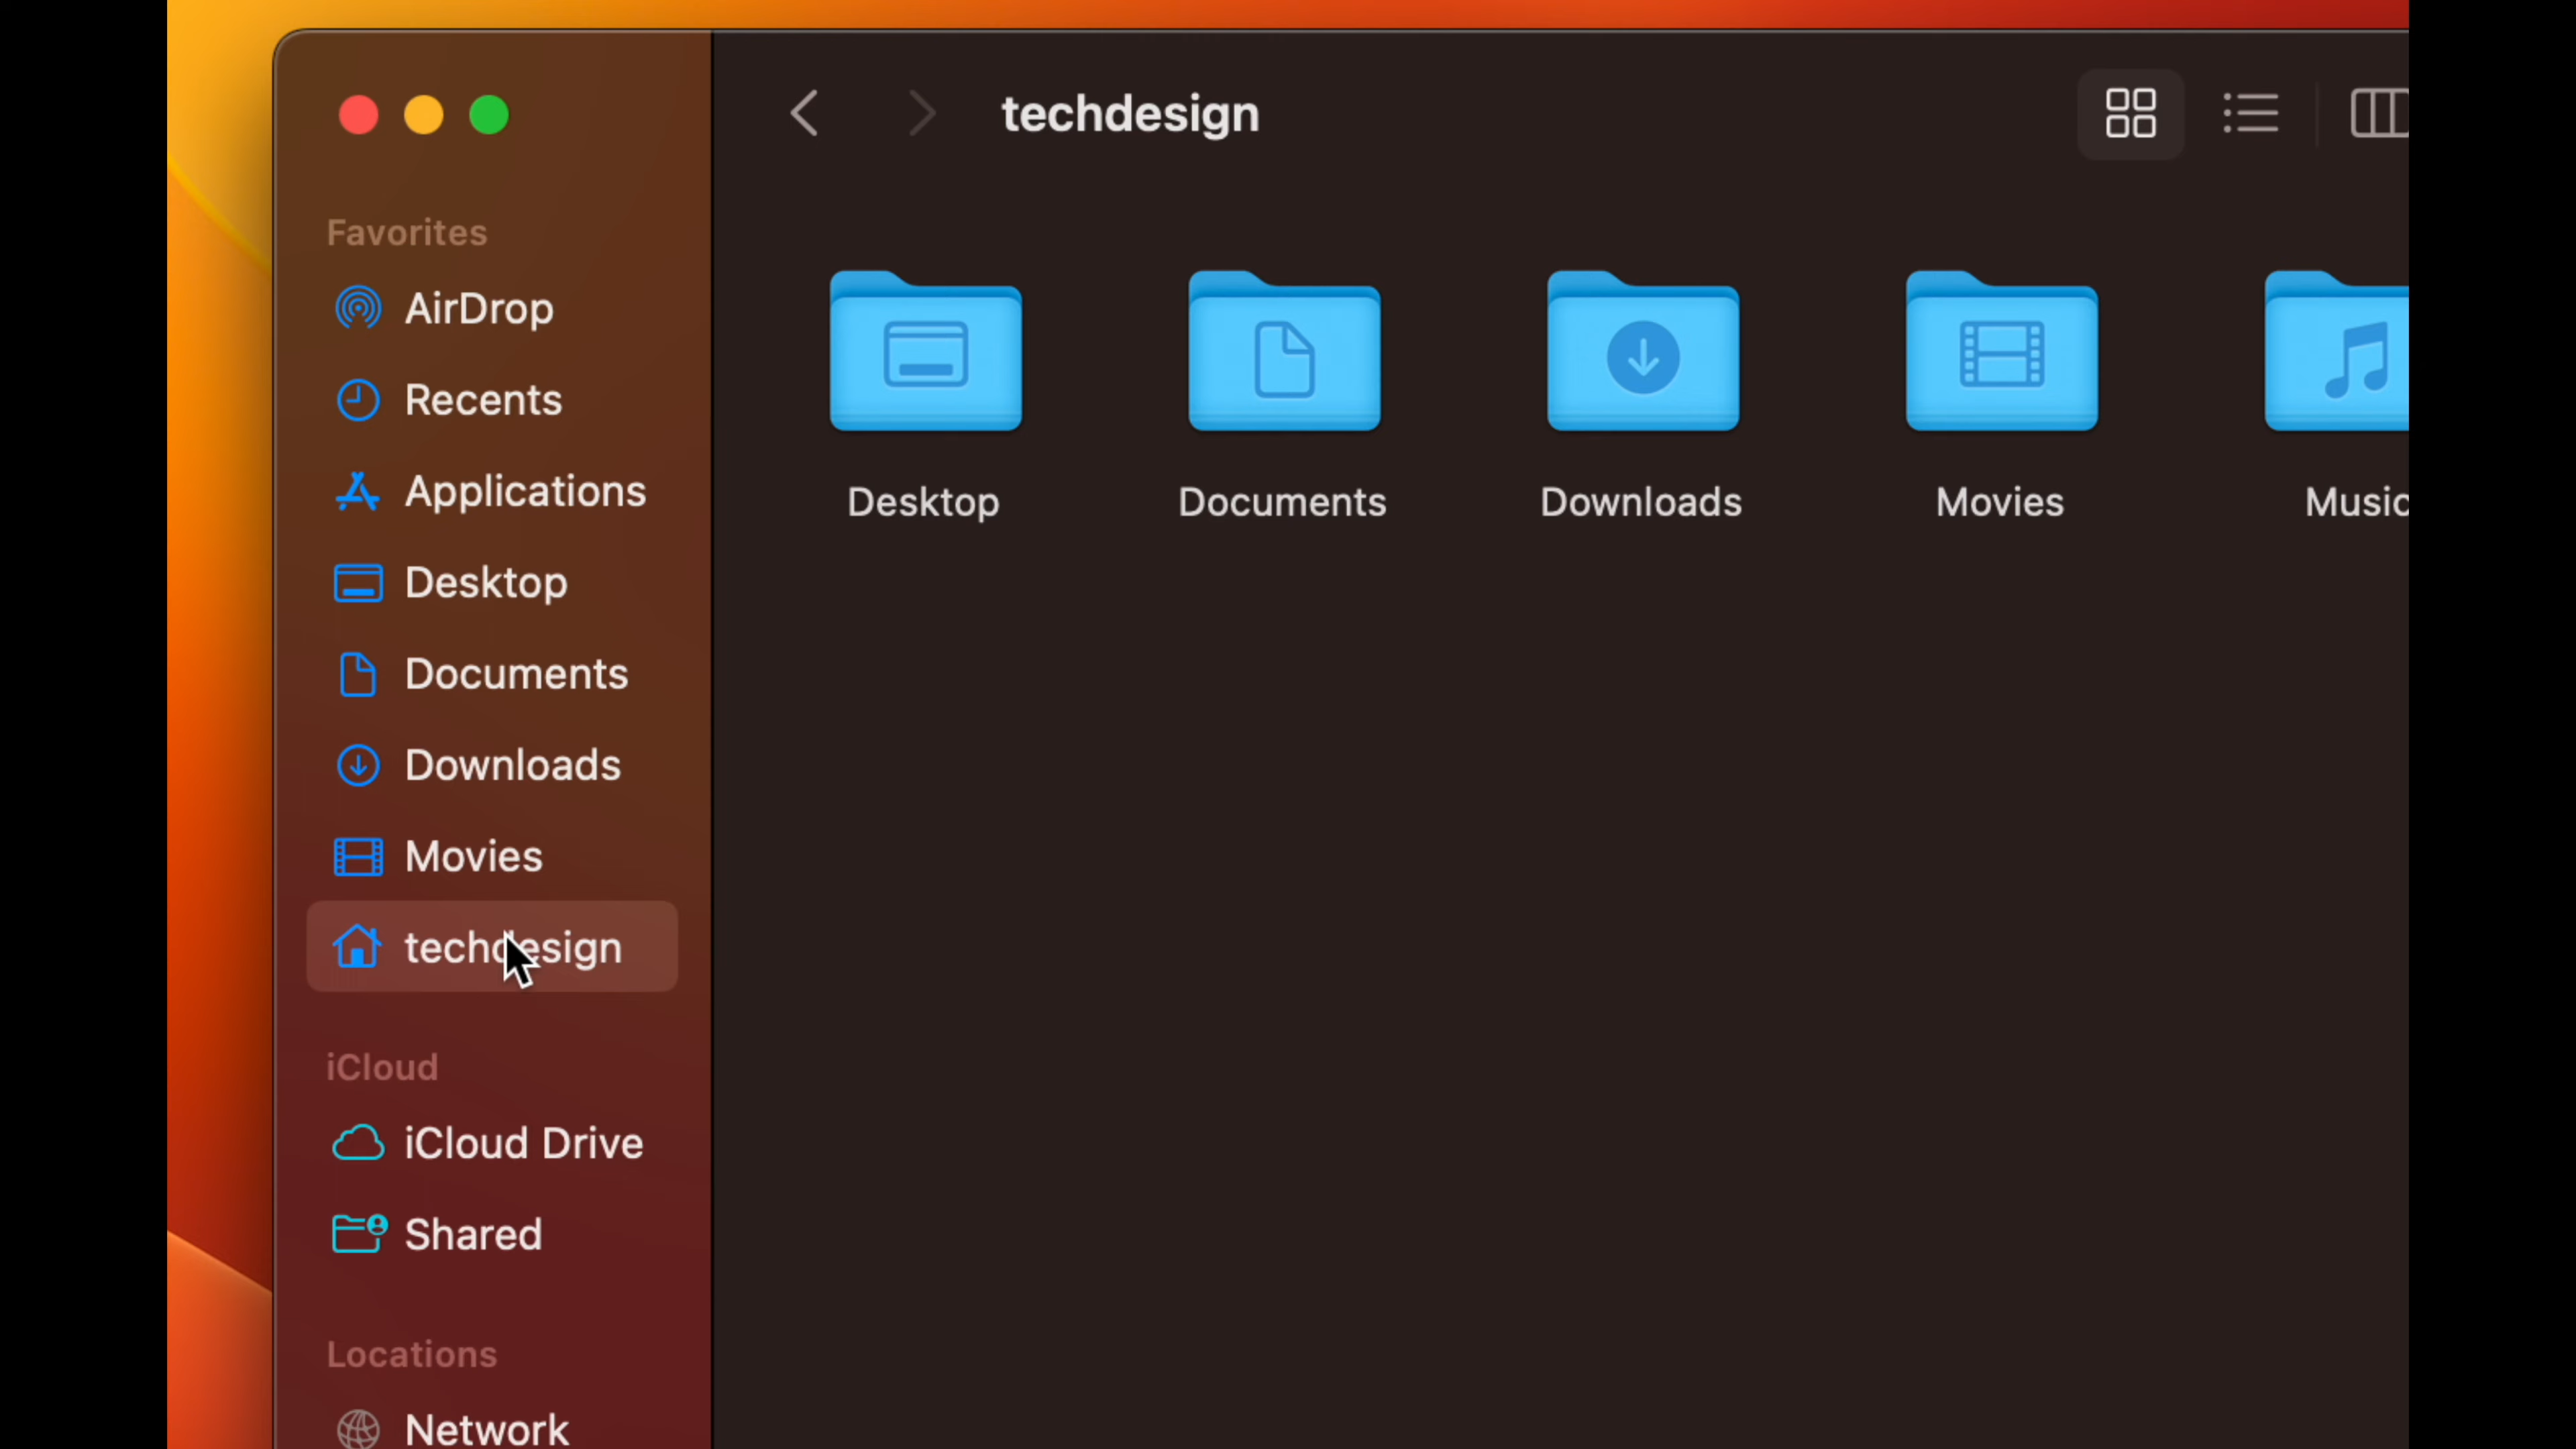 techdesign
Favorites
AirDrop
Recents
Applications
Desktop
Documents
Downloads
Movies
techdesign
iCloud
iCloud Drive
Shared
Locations
Network
Desktop
Documents
Downloads
Movies
Music